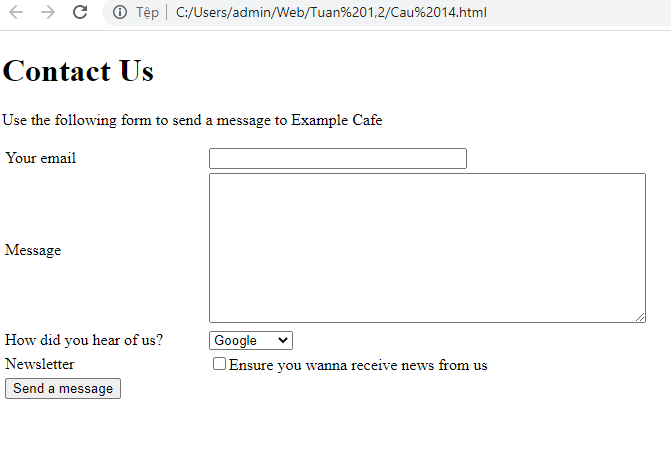 Tệp | C:/Users/admin/Web/Tuan%201,2/Cau%2014.html
Contact Us
Use the following form to send a message to Example Cafe
Your email
Message
How did you hear of us? Google
Newsletter Ensure you wanna receive news from us
Send a message